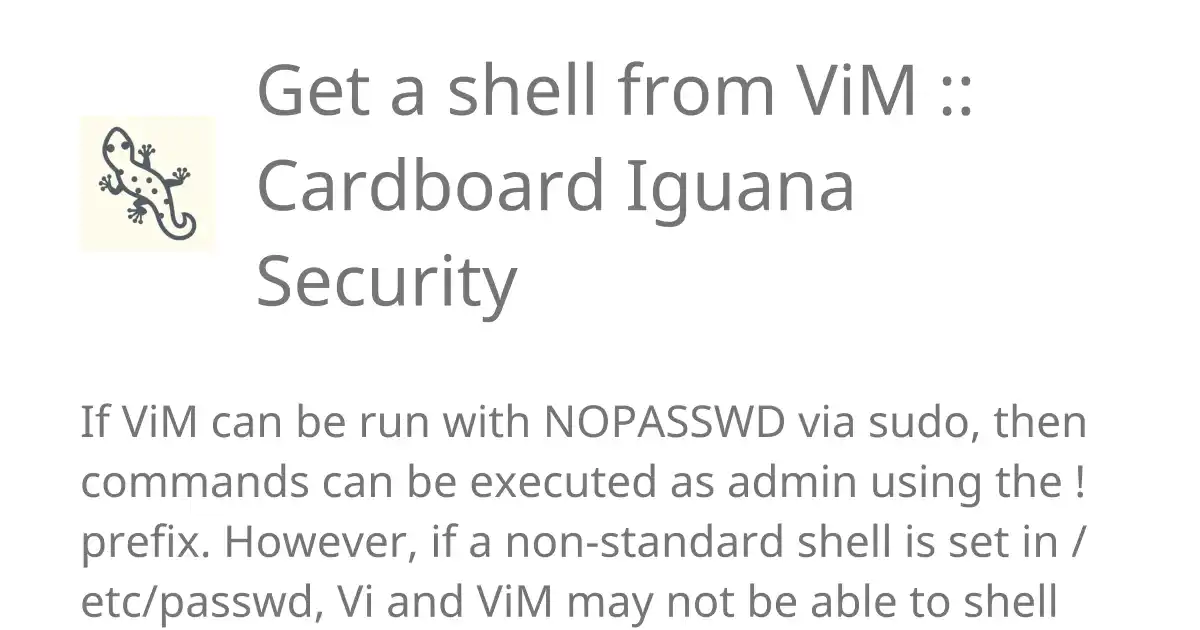 Get a shell from ViM ::
Cardboard Iguana
Security
If ViM can be run with NOPASSWD via sudo, then
commands can be executed as admin using the !
prefix. However, if a non-standard shell is set in /
etc/passwd, Vi and ViM may not be able to shell